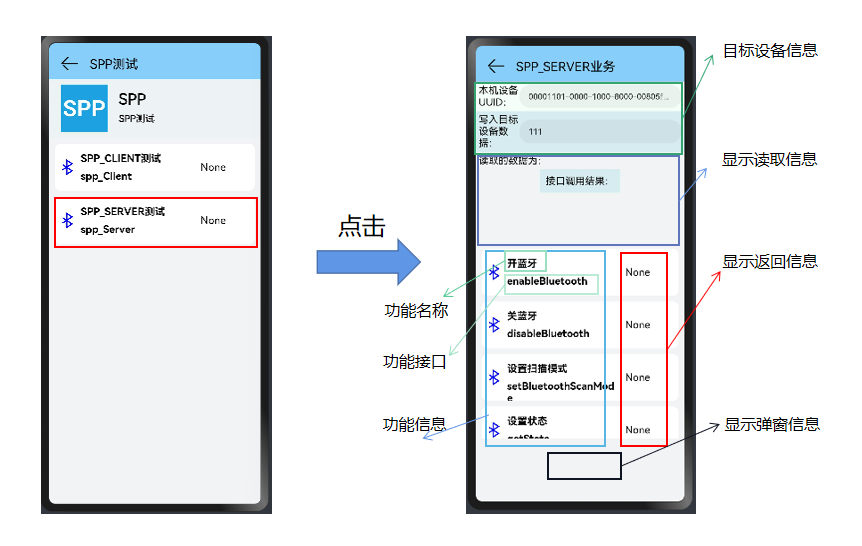 SPP测试
SPP
SPP
SPP测试
SPP_CLIENT测试
spp_Client
None
SPP_SERVER测试
spp_Server
None
点击
SPP_SERVER业务
本机设备
UUID:
00001101-0000-1000-8000-00805f...
写入目标
设备数
据:
111
读取的数据为:
接口调用结果:
开蓝牙
enableBluetooth
None
关蓝牙
disableBluetooth
None
设置扫描模式
setBluetoothScanMod
e
None
设置状态
getState
None
目标设备信息
显示读取信息
显示返回信息
显示弹窗信息
功能名称
功能接口
功能信息